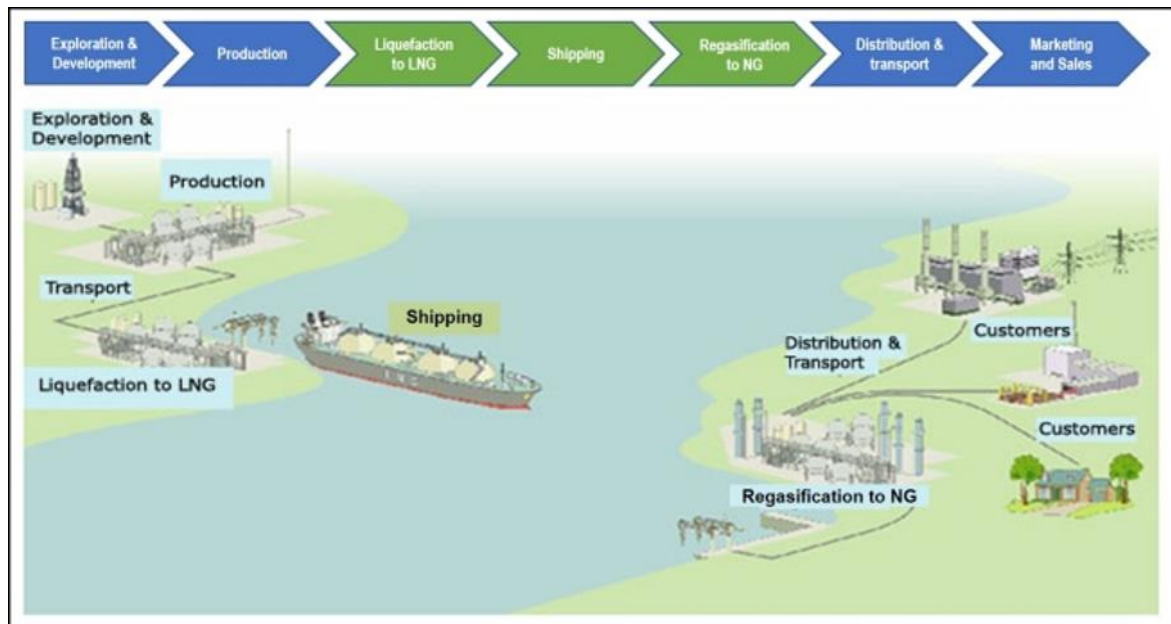 Exploration &
Development
Production
Liquefaction
to LNG
Shipping
Regasification
to NG
Distribution &
transport
Marketing
and Sales
Exploration &
Development
Production
Transport
Liquefaction to LNG
Shipping
LNG
Distribution &
Transport
Customers
Customers
Regasification to NG